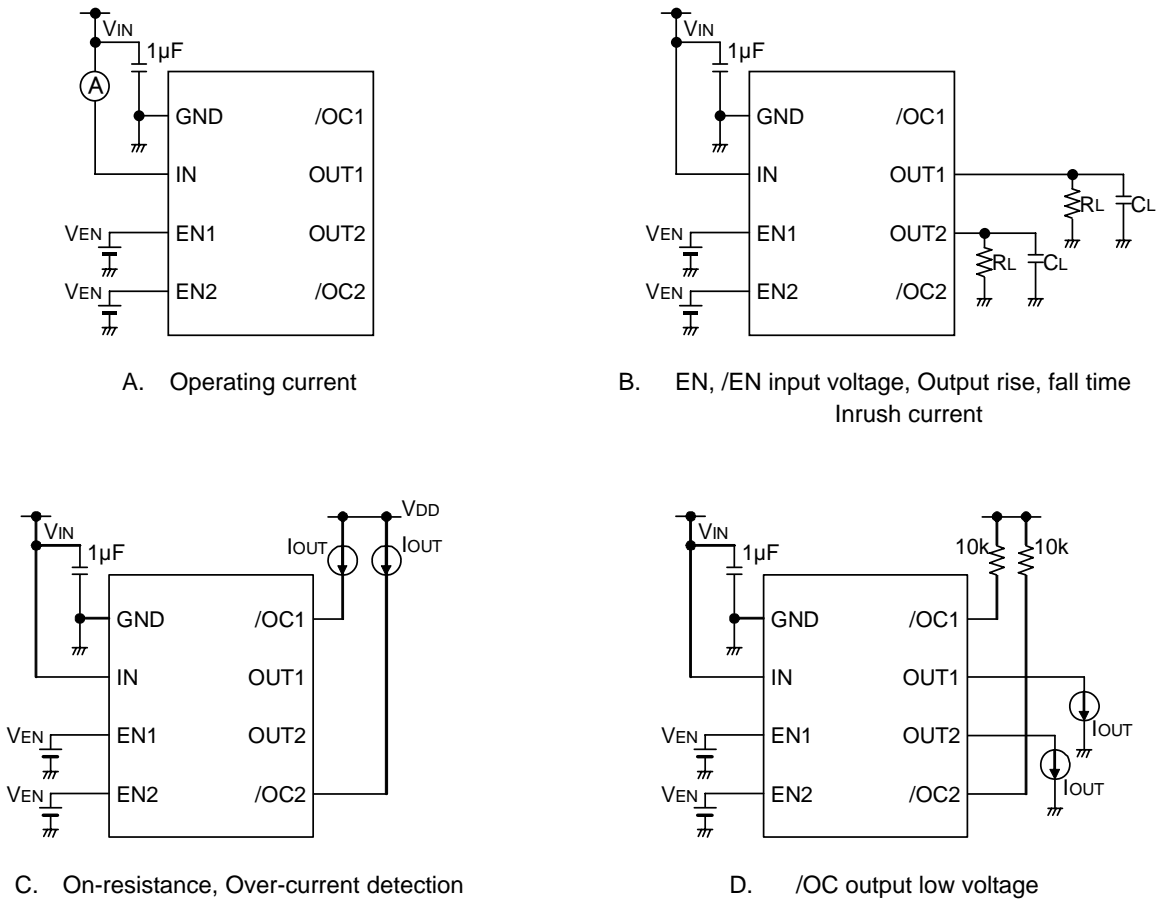 VIN
1µF
A
GND /OC1
IN OUT1
VEN EN1 OUT2
VEN EN2 /OC2
A. Operating current
VIN
1µF
GND /OC1
IN OUT1
RL CL
VEN EN1 OUT2
RL CL
VEN EN2 /OC2
B. EN, /EN input voltage, Output rise, fall time
Inrush current
VIN
VDD
1µF
IOUT IOUT
GND /OC1
IN OUT1
VEN EN1 OUT2
VEN EN2 /OC2
C. On-resistance, Over-current detection
VIN
1µF
10k 10k
GND /OC1
IN OUT1
IOUT
VEN EN1 OUT2
IOUT
VEN EN2 /OC2
D. /OC output low voltage